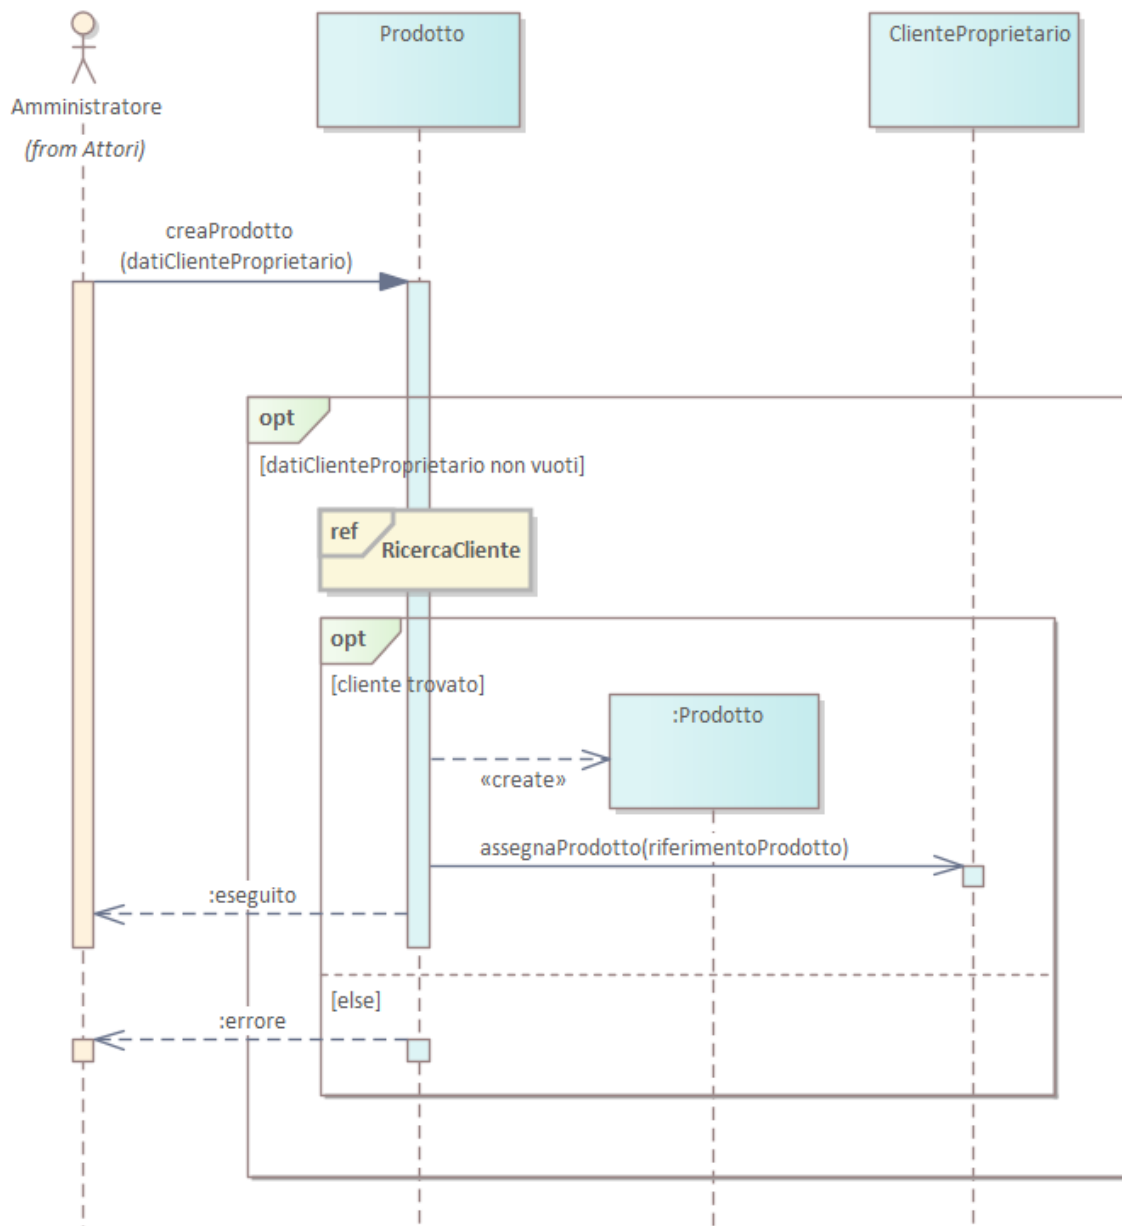 Prodotto
ClienteProprietario
Amministratore
(from Attori)
creaProdotto
(datiClienteProprietario)
opt
[datiClienteProprietario non vuoti]
ref
RicercaCliente
opt
[cliente trovato]
:Prodotto
«create»
assegnaProdotto(riferimentoProdotto)
:eseguito
[else]
:errore